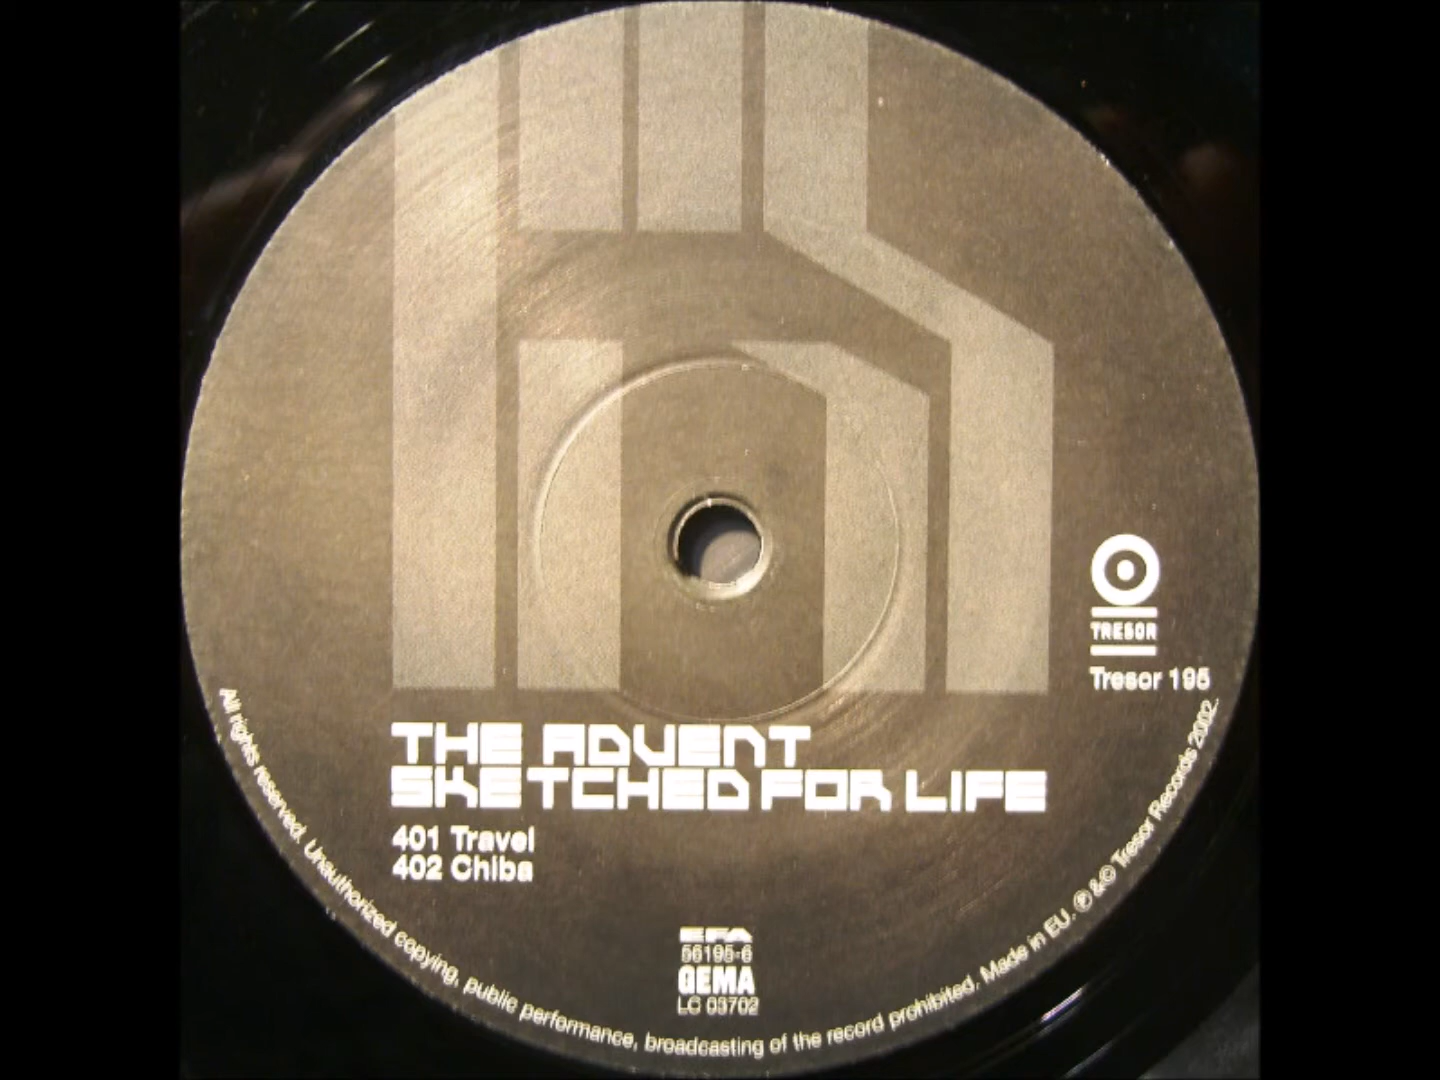 TRESOR
Tresor 195
THE ADVENT
SKETCHED FOR LIFE
401 Travel
402 Chiba
EFA
56195-6
GEMA
LC 03702
All rights reserved. Unauthorized copying, public performance, broadcasting of the record prohibited. Made in EU. ℗ & © Tresor Records 2002.